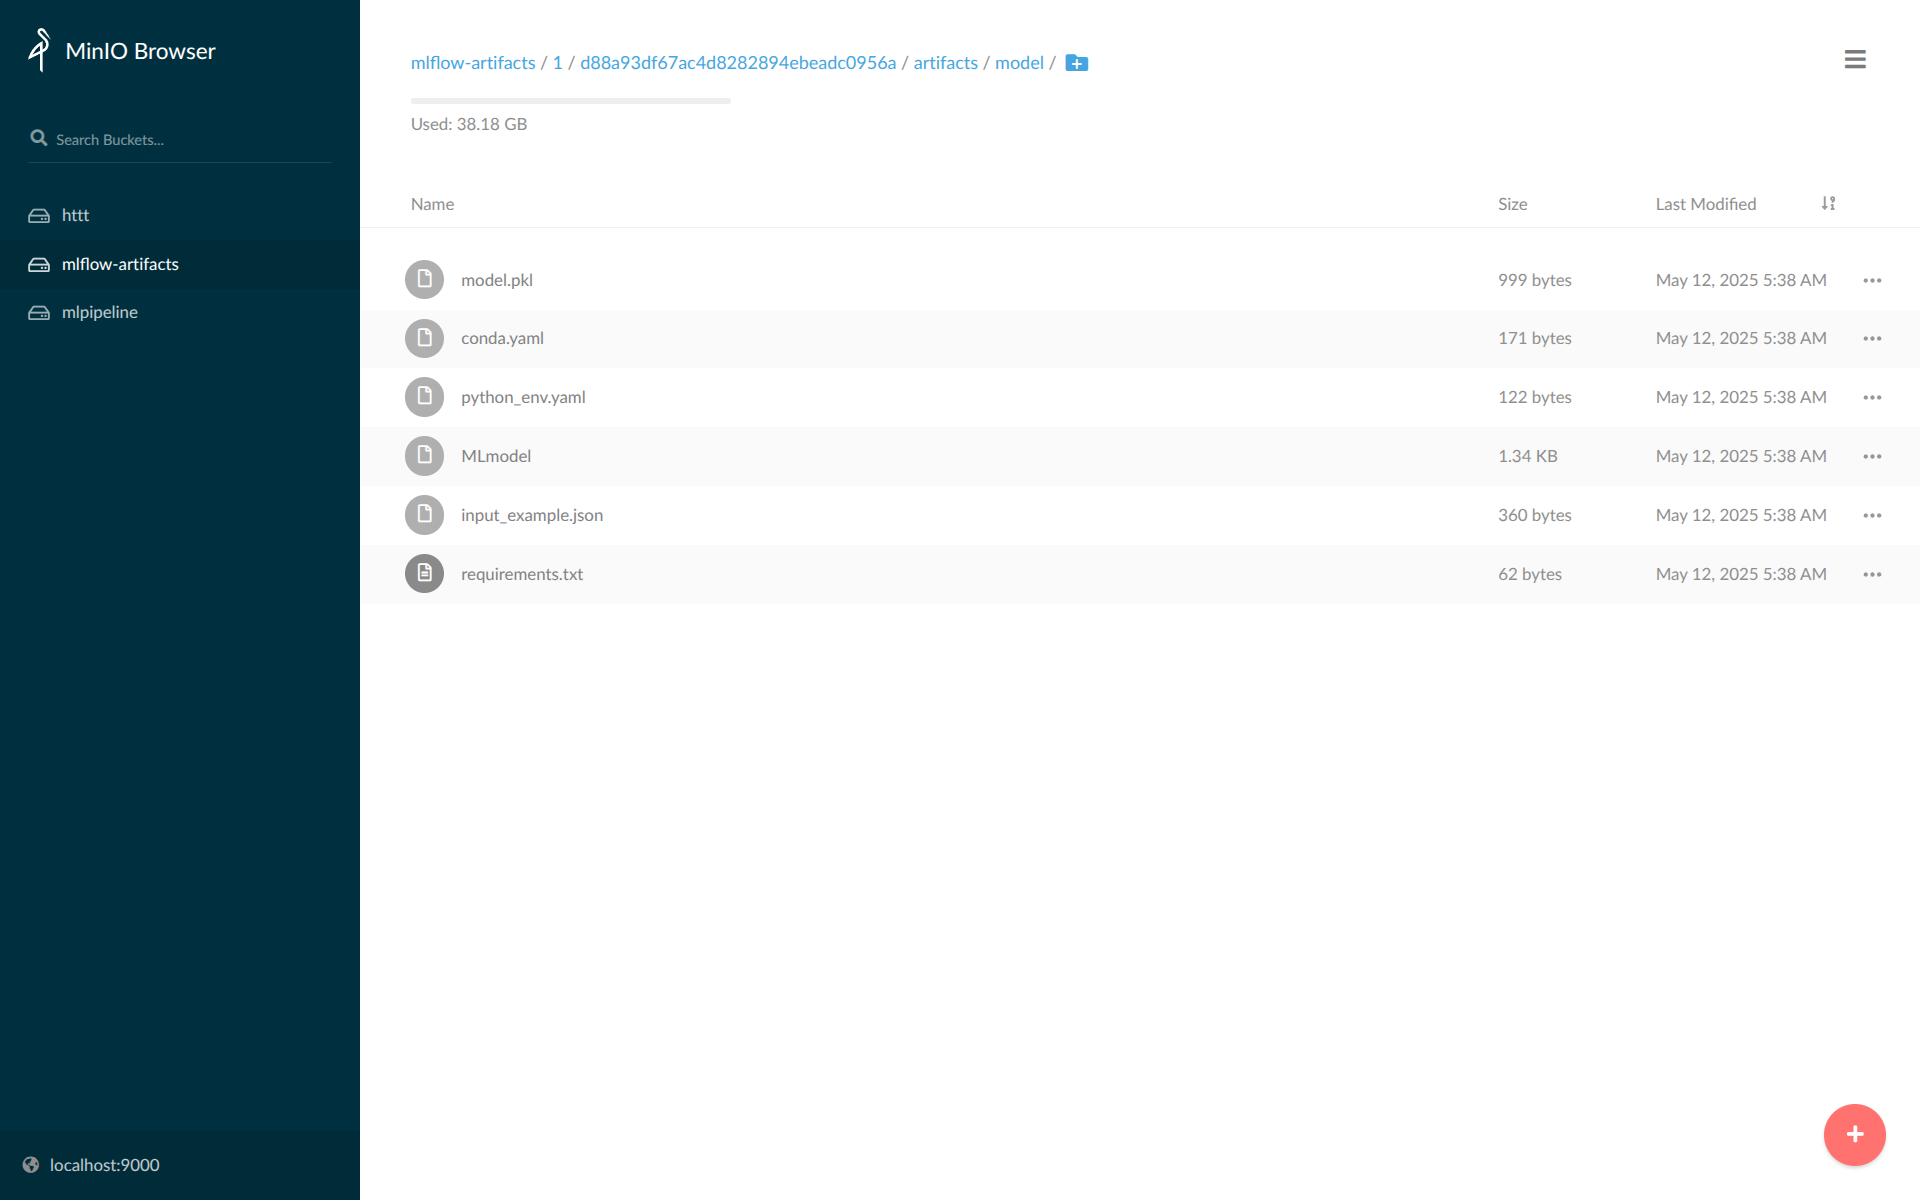 MinIO Browser
Search Buckets...
httt
mlflow-artifacts
mlpipeline
localhost:9000
mlflow-artifacts / 1 / d88a93df67ac4d8282894ebeadc0956a / artifacts / model /
Used: 38.18 GB
Name Size Last Modified
model.pkl 999 bytes May 12, 2025 5:38 AM
conda.yaml 171 bytes May 12, 2025 5:38 AM
python_env.yaml 122 bytes May 12, 2025 5:38 AM
MLmodel 1.34 KB May 12, 2025 5:38 AM
input_example.json 360 bytes May 12, 2025 5:38 AM
requirements.txt 62 bytes May 12, 2025 5:38 AM